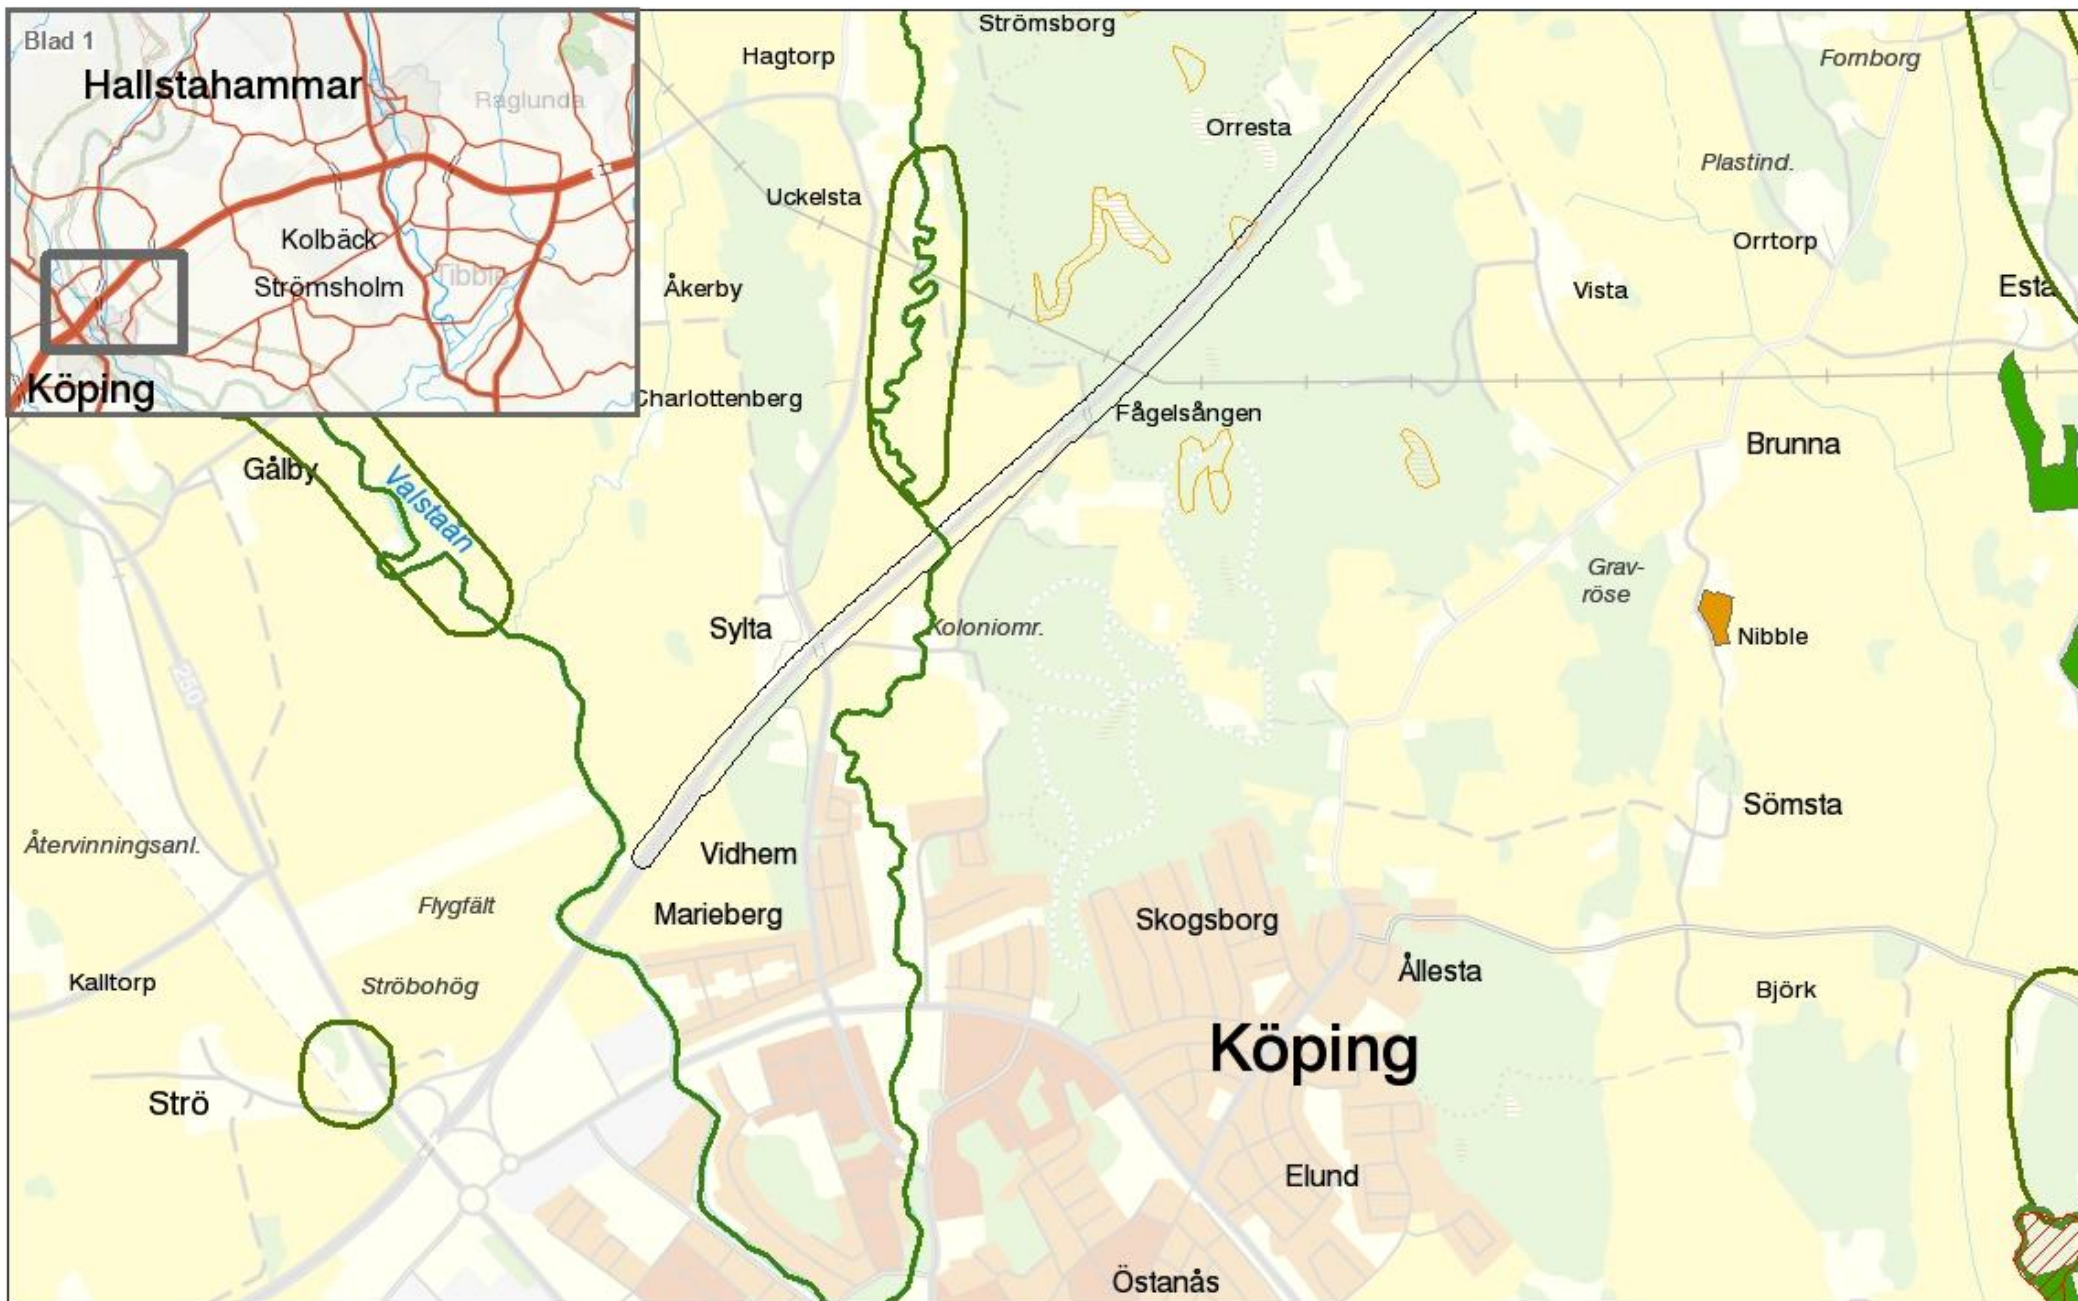 Blad 1
Hallstahammar
Raglunda
Kolbäck
Strömsholm
Tibble
Köping
Strömsborg
Hagtorp
Fornborg
Orresta
Plastind.
Uckelsta
Orrtorp
Åkerby
Vista
Esta
Charlottenberg
Fågelsången
Brunna
Gålby
Valstaån
Grav-
röse
Sylta
Koloniomr.
Nibble
250
Sömsta
Återvinningsanl.
Vidhem
Flygfält
Marieberg
Skogsborg
Ållesta
Kalltorp
Ströbohög
Björk
Köping
Strö
Elund
Östanås